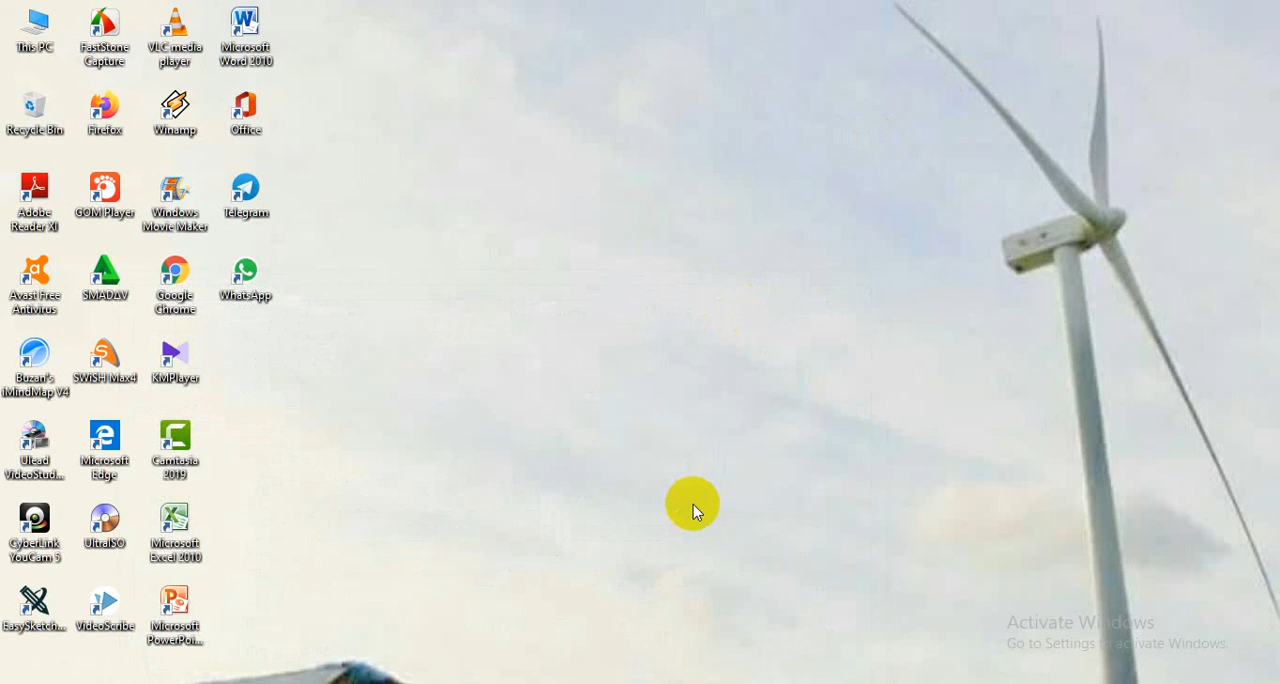 This PC
FastStone
Capture
VLC media
player
Microsoft
Word 2010
Recycle Bin
Firefox
Winamp
Office
Adobe
Reader XI
GOM Player
Windows
Movie Maker
Telegram
Avast Free
Antivirus
SMADΔV
Google
Chrome
WhatsApp
Buzan's
iMindMap V4
SWiSH Max4
KMPlayer
Ulead
VideoStud...
Microsoft
Edge
Camtasia
2019
CyberLink
YouCam 5
UltraISO
Microsoft
Excel 2010
EasySketch...
VideoScribe
Microsoft
PowerPoi...
Activate Windows
Go to Settings to activate Windows.